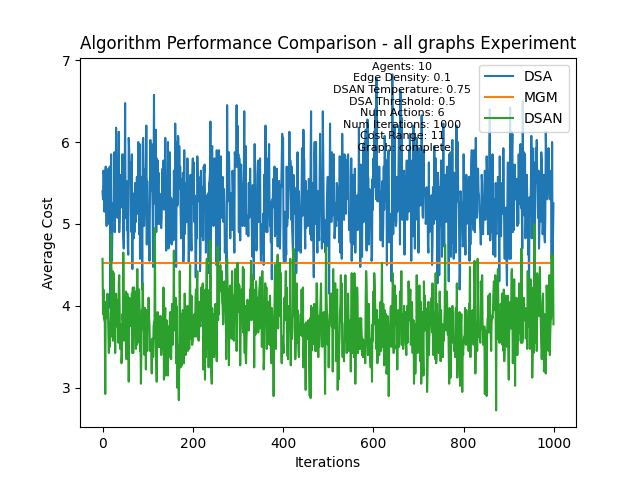 Algorithm Performance Comparison - all graphs Experiment
Agents: 10
Edge Density: 0.1
DSAN Temperature: 0.75
DSA Threshold: 0.5
Num Actions: 6
Num Iterations: 1000
Cost Range: 11
Graph: complete
DSA
MGM
DSAN
7
6
5
4
3
Average Cost
0 200 400 600 800 1000
Iterations